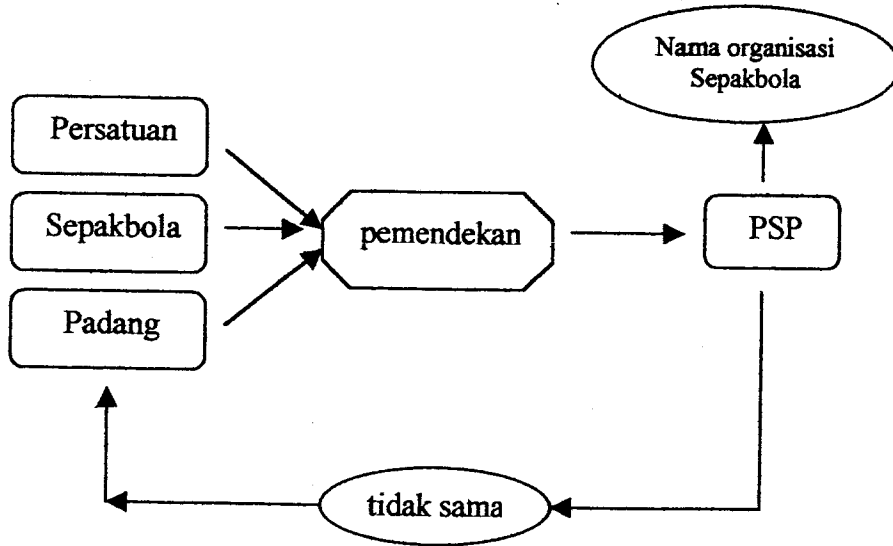 Nama organisasi
Sepakbola
Persatuan
Sepakbola
Padang
pemendekan
PSP
tidak sama